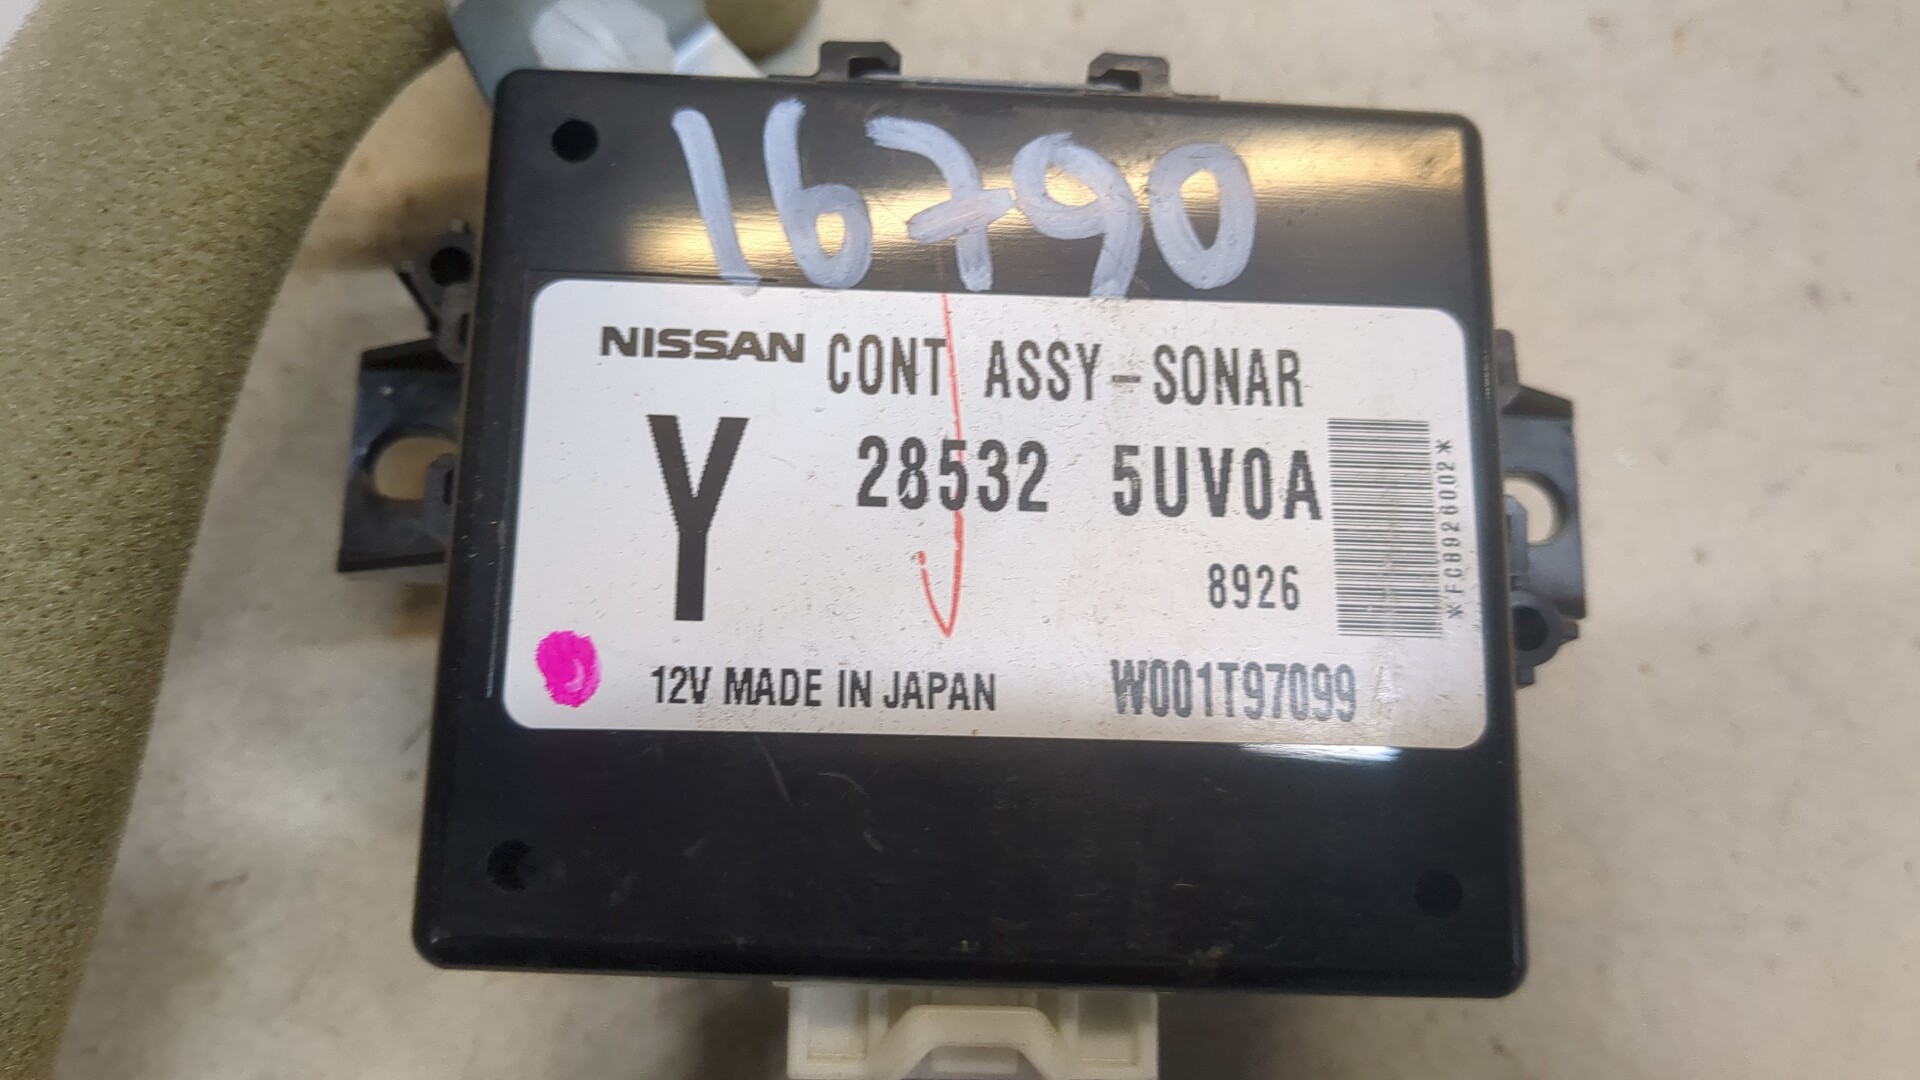 16790
NISSAN CONT ASSY-SONAR
Y 28532 5UV0A
8926
*FC8926002*
12V MADE IN JAPAN W001T97099